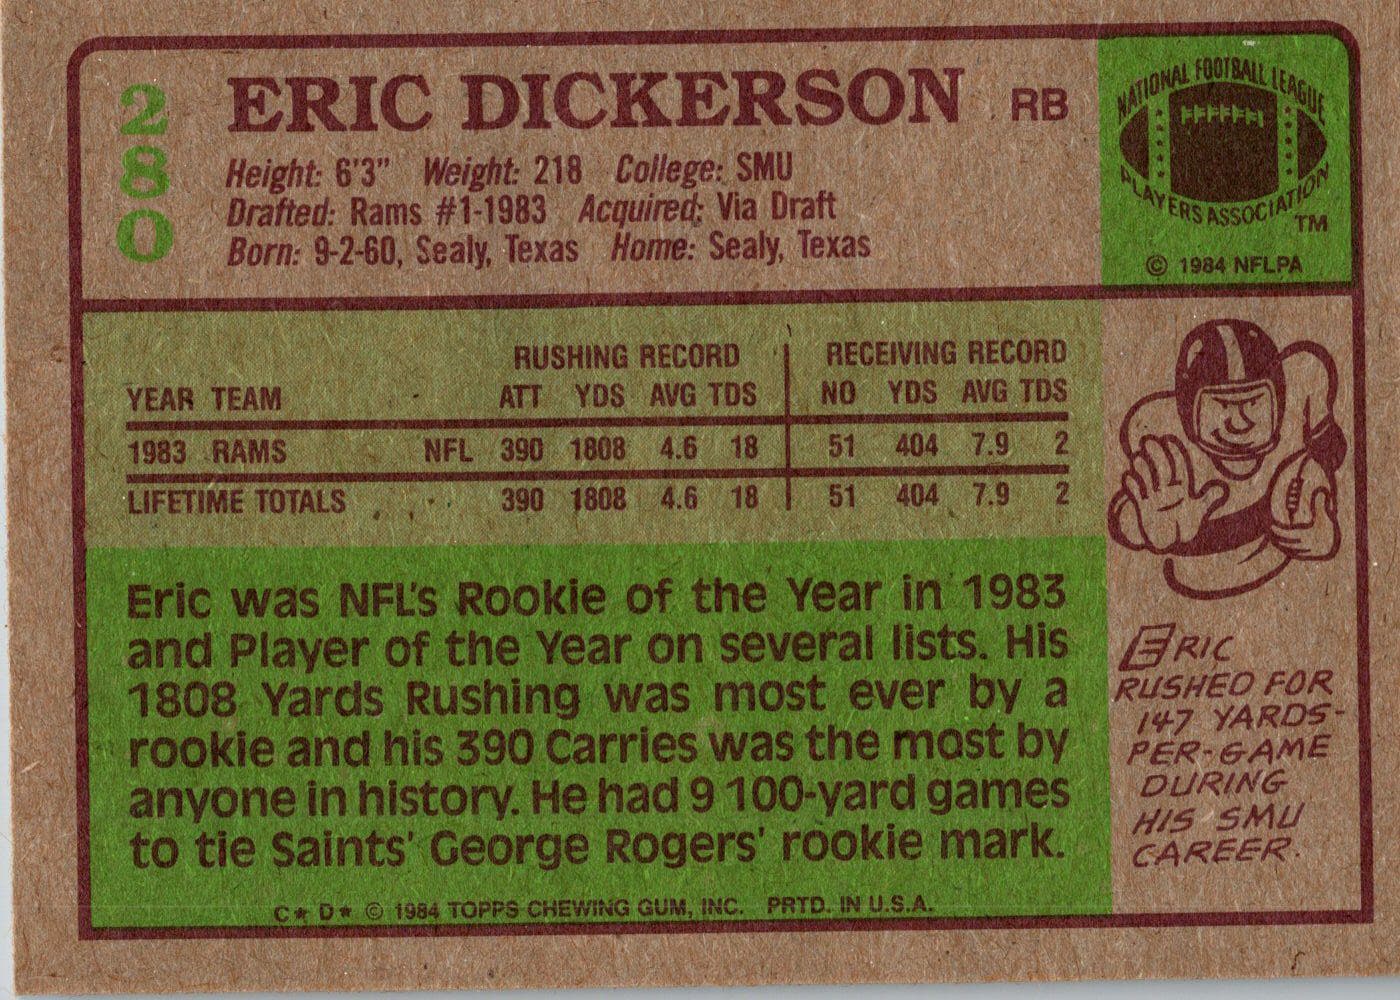 280
ERIC DICKERSON RB
Height: 6'3" Weight: 218 College: SMU
Drafted: Rams #1-1983 Acquired: Via Draft
Born: 9-2-60, Sealy, Texas Home: Sealy, Texas
NATIONAL FOOTBALL LEAGUE
PLAYERS ASSOCIATION
TM
© 1984 NFLPA
RUSHING RECORD RECEIVING RECORD
YEAR TEAM ATT YDS AVG TDS NO YDS AVG TDS
1983 RAMS NFL 390 1808 4.6 18 51 404 7.9 2
LIFETIME TOTALS 390 1808 4.6 18 51 404 7.9 2
Eric was NFL's Rookie of the Year in 1983
and Player of the Year on several lists. His
1808 Yards Rushing was most ever by a
rookie and his 390 Carries was the most by
anyone in history. He had 9 100-yard games
to tie Saints' George Rogers' rookie mark.
ERIC
RUSHED FOR
147 YARDS-
PER-GAME
DURING
HIS SMU
CAREER.
C* D* © 1984 TOPPS CHEWING GUM, INC. PRTD. IN U.S.A.